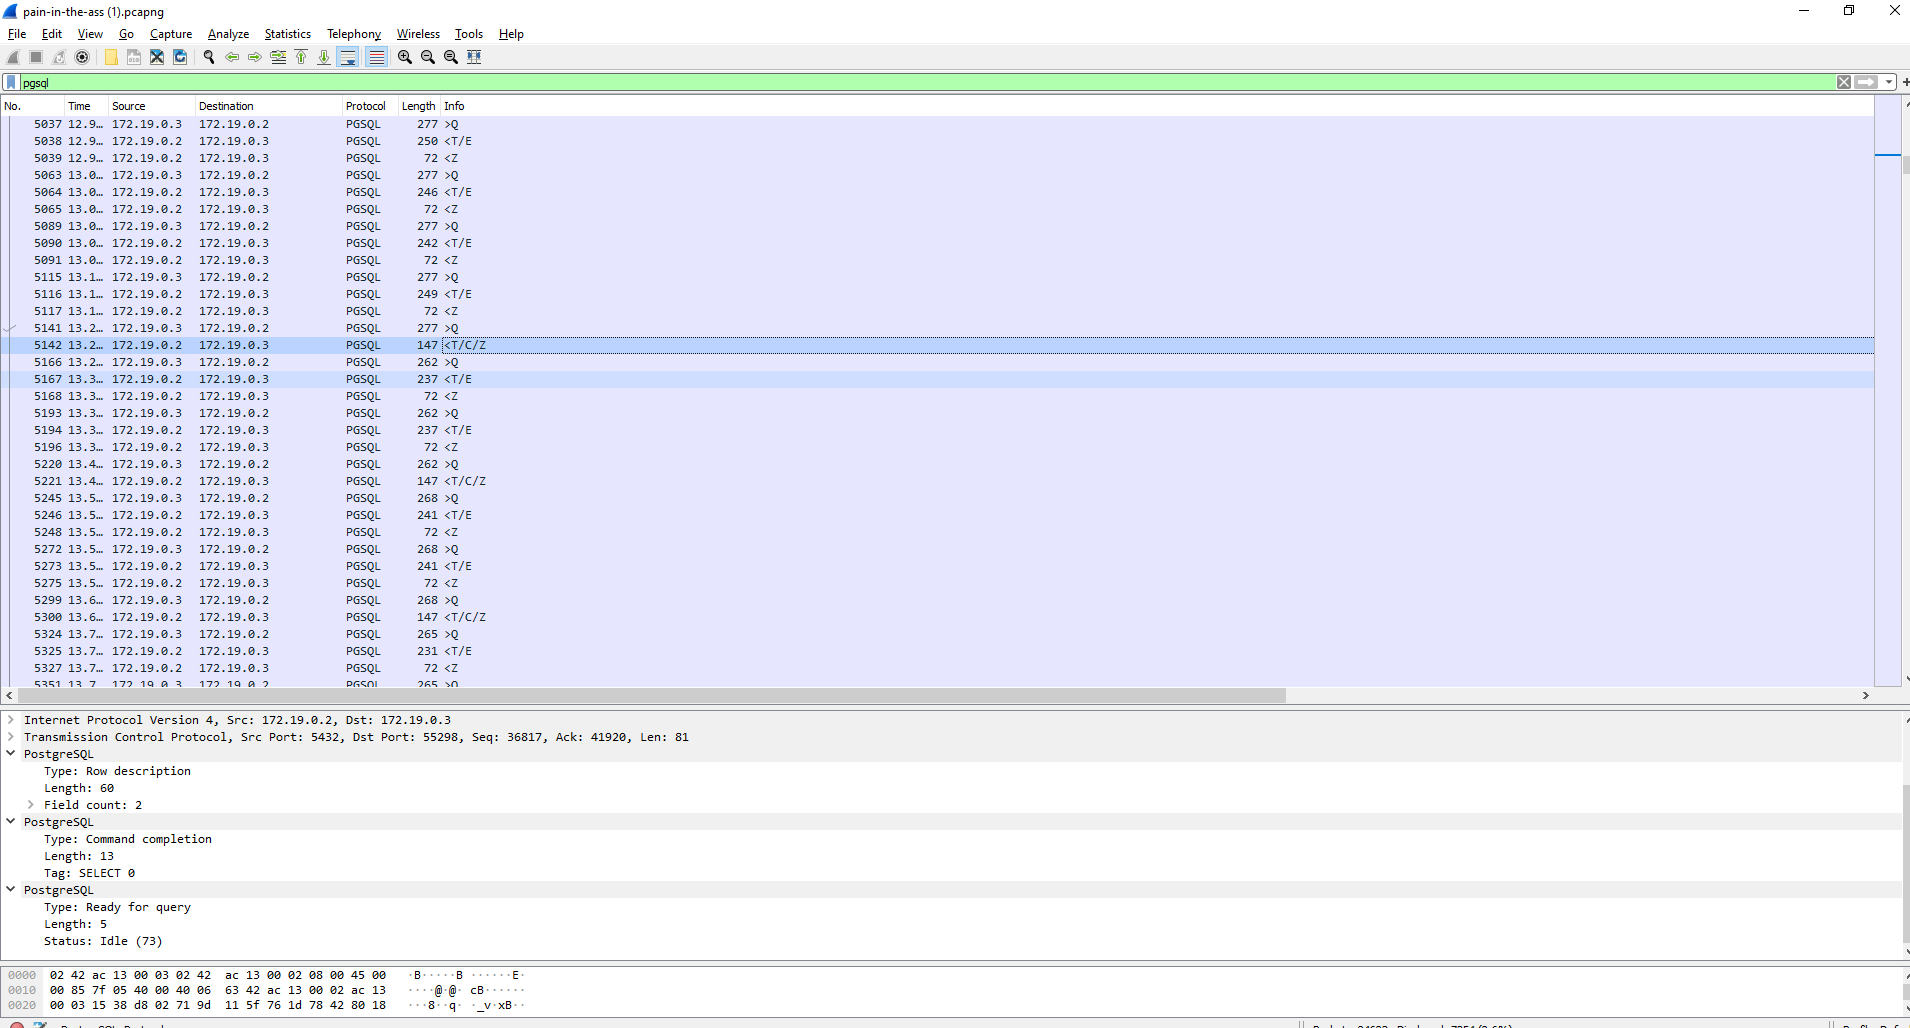 pain-in-the-ass (1).pcapng
File Edit View Go Capture Analyze Statistics Telephony Wireless Tools Help
pgsql
No. Time Source Destination Protocol Length Info
5037 12.9… 172.19.0.3 172.19.0.2 PGSQL 277 >Q
5038 12.9… 172.19.0.2 172.19.0.3 PGSQL 250 <T/E
5039 12.9… 172.19.0.2 172.19.0.3 PGSQL 72 <Z
5063 13.0… 172.19.0.3 172.19.0.2 PGSQL 277 >Q
5064 13.0… 172.19.0.2 172.19.0.3 PGSQL 246 <T/E
5065 13.0… 172.19.0.2 172.19.0.3 PGSQL 72 <Z
5089 13.0… 172.19.0.3 172.19.0.2 PGSQL 277 >Q
5090 13.0… 172.19.0.2 172.19.0.3 PGSQL 242 <T/E
5091 13.0… 172.19.0.2 172.19.0.3 PGSQL 72 <Z
5115 13.1… 172.19.0.3 172.19.0.2 PGSQL 277 >Q
5116 13.1… 172.19.0.2 172.19.0.3 PGSQL 249 <T/E
5117 13.1… 172.19.0.2 172.19.0.3 PGSQL 72 <Z
5141 13.2… 172.19.0.3 172.19.0.2 PGSQL 277 >Q
5142 13.2… 172.19.0.2 172.19.0.3 PGSQL 147 <T/C/Z
5166 13.2… 172.19.0.3 172.19.0.2 PGSQL 262 >Q
5167 13.3… 172.19.0.2 172.19.0.3 PGSQL 237 <T/E
5168 13.3… 172.19.0.2 172.19.0.3 PGSQL 72 <Z
5193 13.3… 172.19.0.3 172.19.0.2 PGSQL 262 >Q
5194 13.3… 172.19.0.2 172.19.0.3 PGSQL 237 <T/E
5196 13.3… 172.19.0.2 172.19.0.3 PGSQL 72 <Z
5220 13.4… 172.19.0.3 172.19.0.2 PGSQL 262 >Q
5221 13.4… 172.19.0.2 172.19.0.3 PGSQL 147 <T/C/Z
5245 13.5… 172.19.0.3 172.19.0.2 PGSQL 268 >Q
5246 13.5… 172.19.0.2 172.19.0.3 PGSQL 241 <T/E
5248 13.5… 172.19.0.2 172.19.0.3 PGSQL 72 <Z
5272 13.5… 172.19.0.3 172.19.0.2 PGSQL 268 >Q
5273 13.5… 172.19.0.2 172.19.0.3 PGSQL 241 <T/E
5275 13.5… 172.19.0.2 172.19.0.3 PGSQL 72 <Z
5299 13.6… 172.19.0.3 172.19.0.2 PGSQL 268 >Q
5300 13.6… 172.19.0.2 172.19.0.3 PGSQL 147 <T/C/Z
5324 13.7… 172.19.0.3 172.19.0.2 PGSQL 265 >Q
5325 13.7… 172.19.0.2 172.19.0.3 PGSQL 231 <T/E
5327 13.7… 172.19.0.2 172.19.0.3 PGSQL 72 <Z
5351 13.7… 172.19.0.3 172.19.0.2 PGSQL 265 >Q
Internet Protocol Version 4, Src: 172.19.0.2, Dst: 172.19.0.3
Transmission Control Protocol, Src Port: 5432, Dst Port: 55298, Seq: 36817, Ack: 41920, Len: 81
PostgreSQL
Type: Row description
Length: 60
Field count: 2
PostgreSQL
Type: Command completion
Length: 13
Tag: SELECT 0
PostgreSQL
Type: Ready for query
Length: 5
Status: Idle (73)
0000 02 42 ac 13 00 03 02 42 ac 13 00 02 08 00 45 00 ·B·····B ······E·
0010 00 85 7f 05 40 00 40 06 63 42 ac 13 00 02 ac 13 ····@·@· cB······
0020 00 03 15 38 d8 02 71 9d 11 5f 76 1d 78 42 80 18 ···8··q· ·_v·xB··